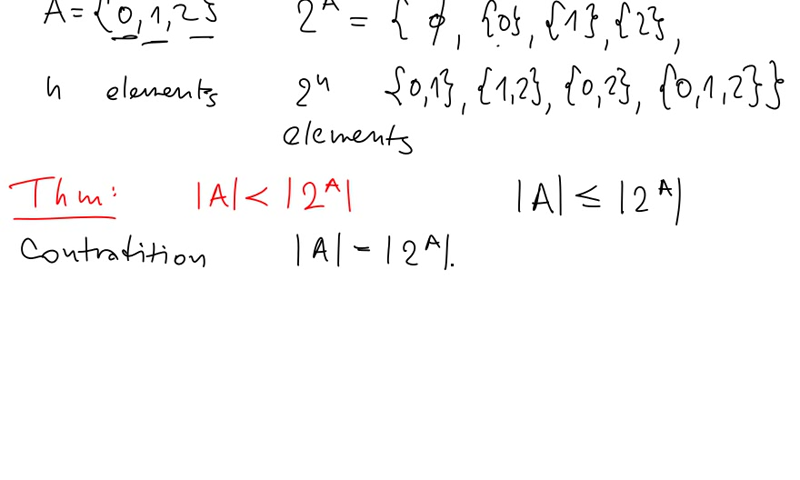 A = {0,1,2} 2^A = { ϕ, {0}, {1}, {2},
n elements 2^n {0,1}, {1,2}, {0,2}, {0,1,2}}
elements
Thm: |A| < |2^A| |A| ≤ |2^A|
Contratition |A| = |2^A|.